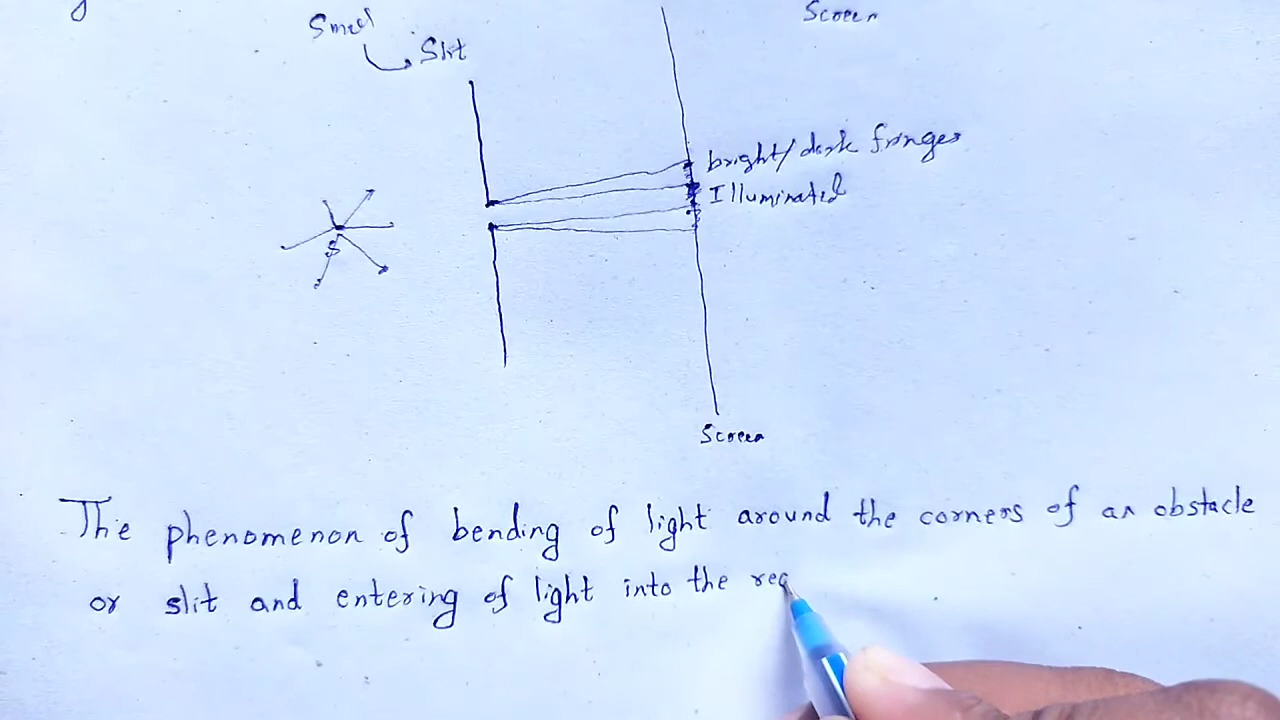 Small
Screen
Slit
bright/dark fringes
Illuminated
S
Screen
The phenomenon of bending of light around the corners of an obstacle
or slit and entering of light into the reg